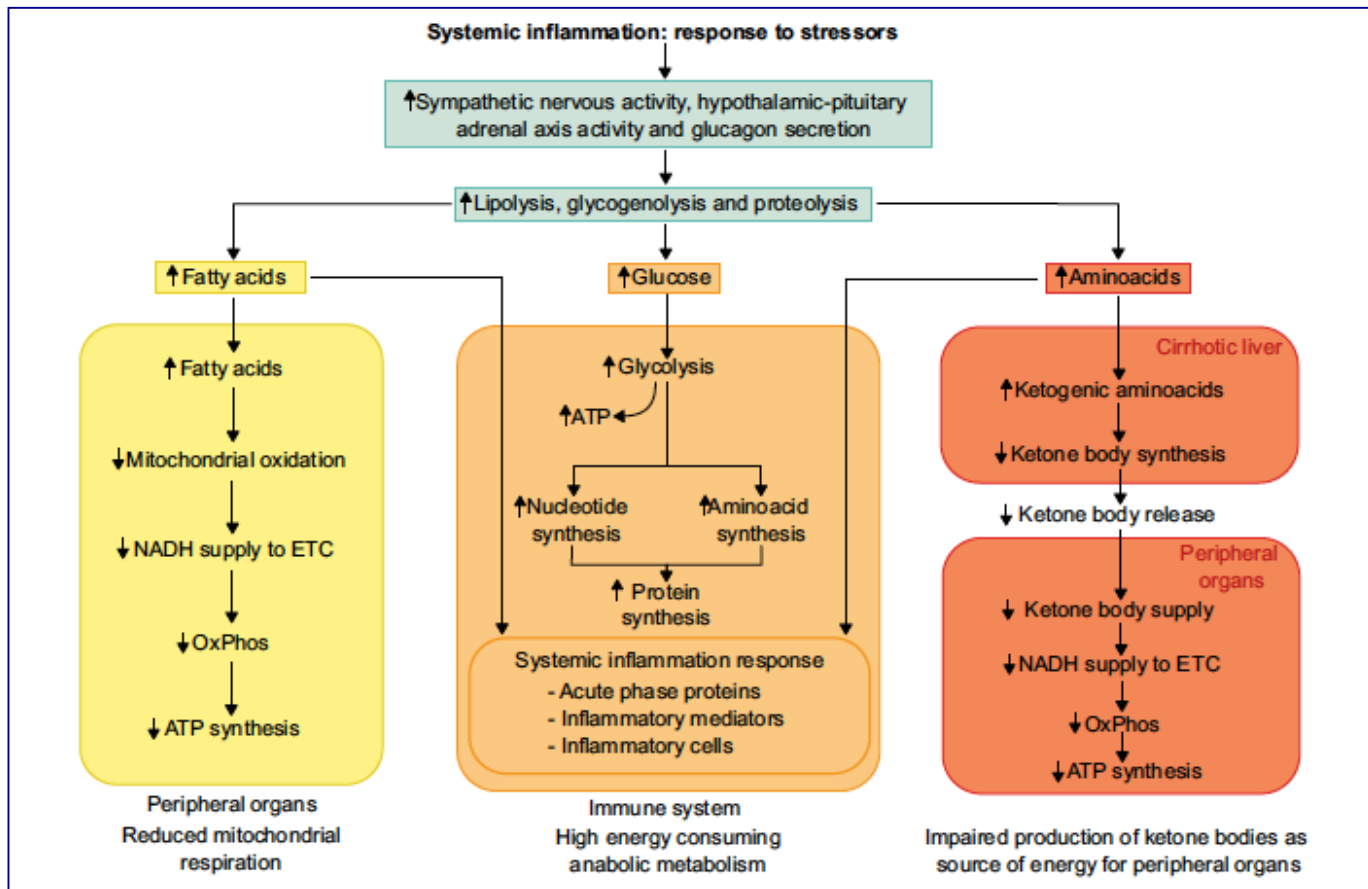 Systemic inflammation: response to stressors
↑Sympathetic nervous activity, hypothalamic-pituitary
adrenal axis activity and glucagon secretion
↑Lipolysis, glycogenolysis and proteolysis
↑Fatty acids
↑Glucose
↑Aminoacids
↑Fatty acids
↓Mitochondrial oxidation
↓NADH supply to ETC
↓OxPhos
↓ATP synthesis
Peripheral organs
Reduced mitochondrial
respiration
↑Glycolysis
↑ATP
↑Nucleotide
synthesis
↑Aminoacid
synthesis
↑ Protein
synthesis
Systemic inflammation response
- Acute phase proteins
- Inflammatory mediators
- Inflammatory cells
Immune system
High energy consuming
anabolic metabolism
Cirrhotic liver
↑Ketogenic aminoacids
↓Ketone body synthesis
↓ Ketone body release
Peripheral
organs
↓ Ketone body supply
↓NADH supply to ETC
↓OxPhos
↓ATP synthesis
Impaired production of ketone bodies as
source of energy for peripheral organs